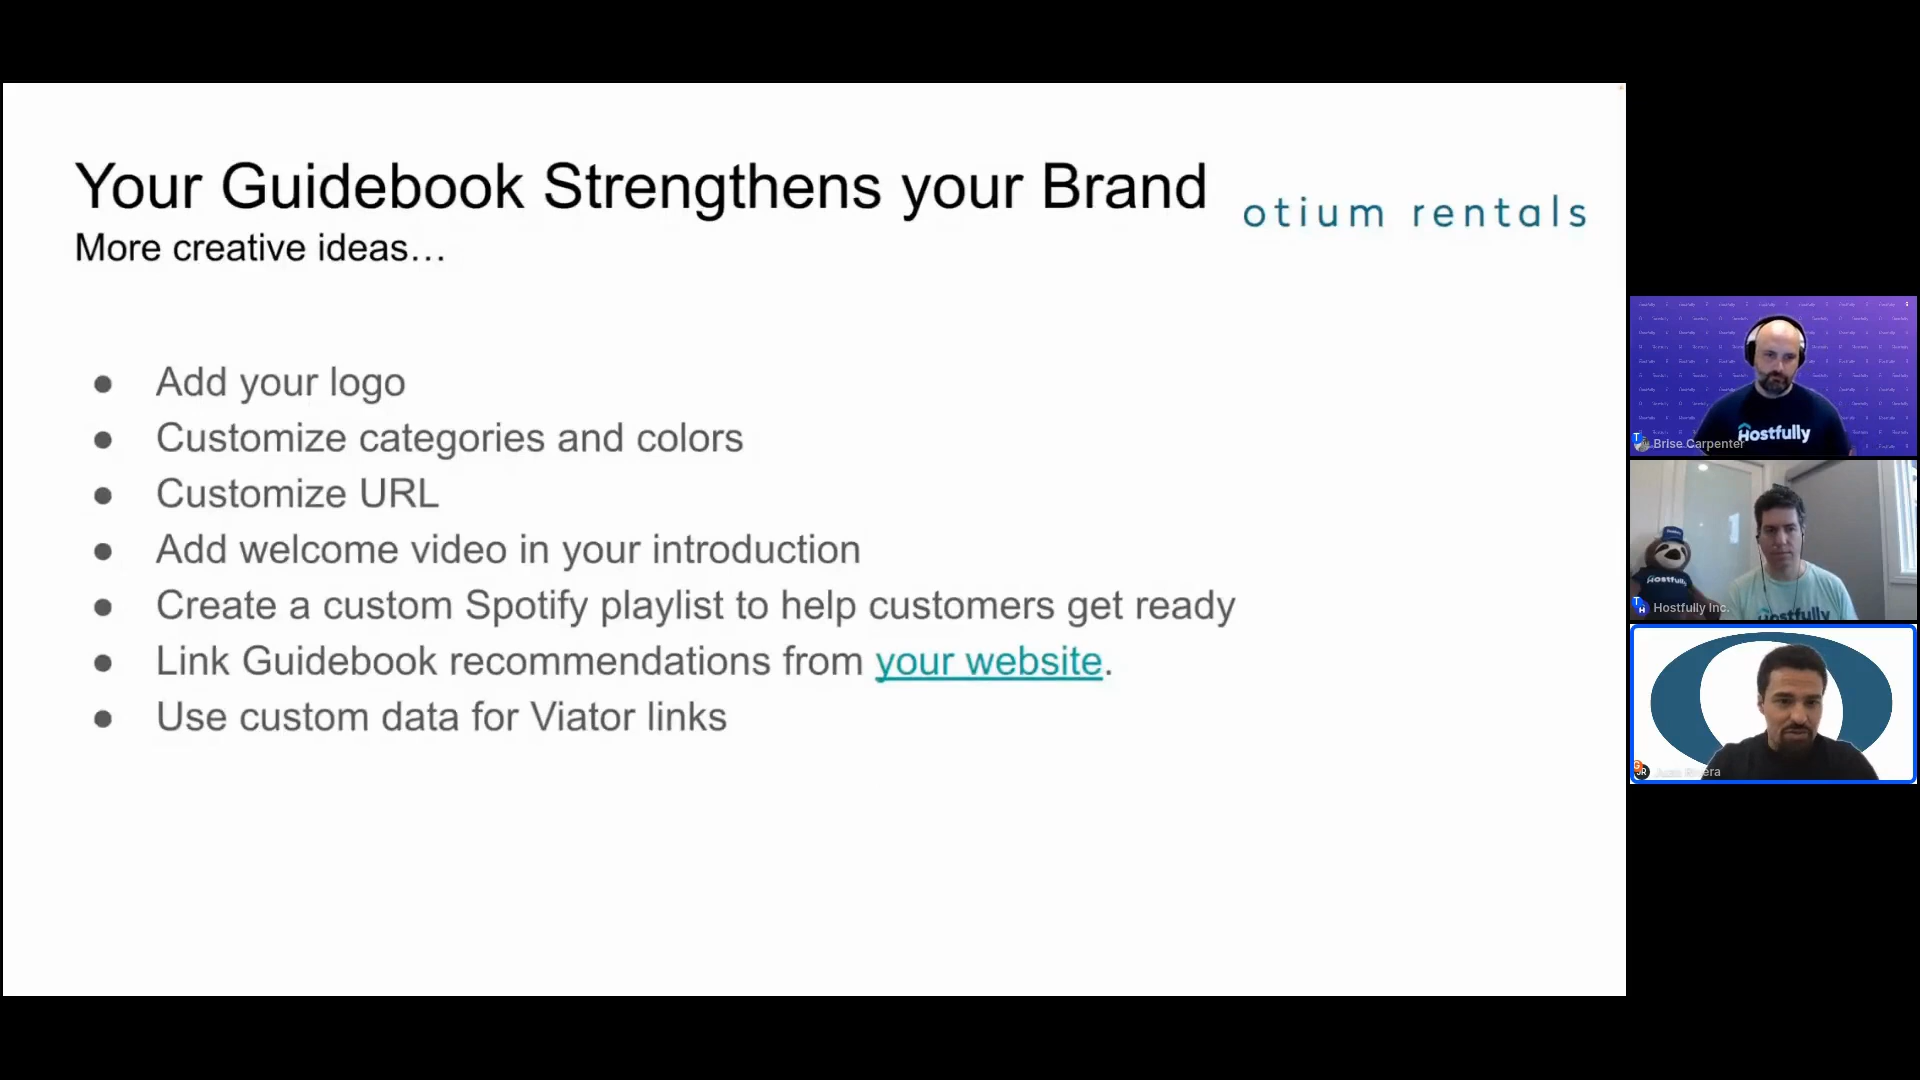 Your Guidebook Strengthens your Brand
otium rentals
More creative ideas…
● Add your logo
● Customize categories and colors
● Customize URL
● Add welcome video in your introduction
● Create a custom Spotify playlist to help customers get ready
● Link Guidebook recommendations from your website.
● Use custom data for Viator links
Hostfully
Brise Carpenter
Hostfully
Hostfully
Hostfully Inc.